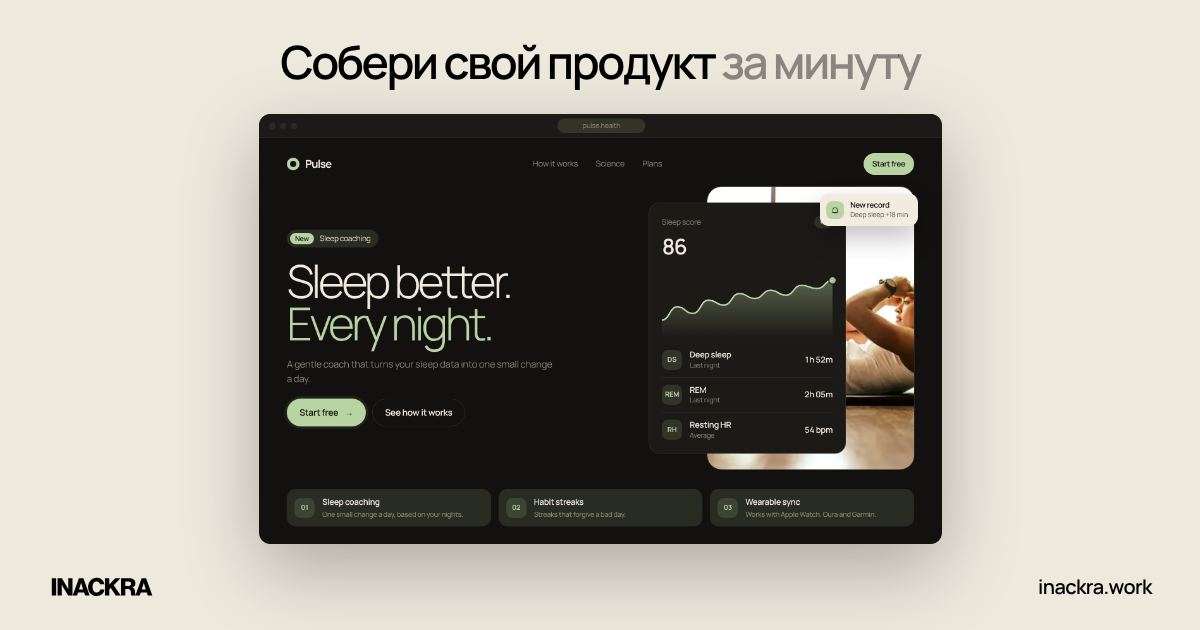 Собери свой продукт за минуту
pulse.health
Pulse
How it works
Science
Plans
Start free
New record
Deep sleep +18 min
Sleep score
86
New
Sleep coaching
Sleep better.
Every night.
A gentle coach that turns your sleep data into one small change
a day.
Start free →
See how it works
DS
Deep sleep
Last night
1h 52m
REM
REM
Last night
2h 05m
RH
Resting HR
Average
54 bpm
01
Sleep coaching
One small change a day, based on your nights.
02
Habit streaks
Streaks that forgive a bad day.
03
Wearable sync
Works with Apple Watch, Oura and Garmin.
INACKRA
inackra.work